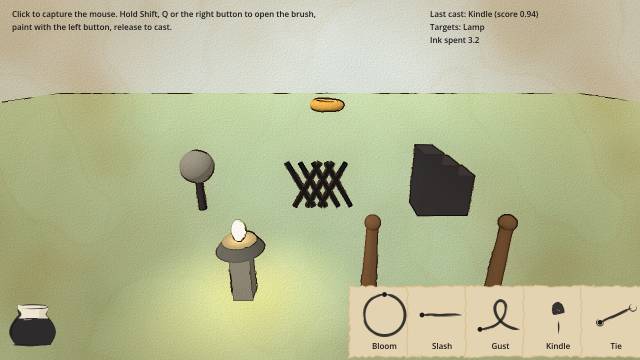 Click to capture the mouse. Hold Shift, Q or the right button to open the brush,
paint with the left button, release to cast.
Last cast: Kindle (score 0.94)
Targets: Lamp
Ink spent 3.2
Bloom
Slash
Gust
Kindle
Tie